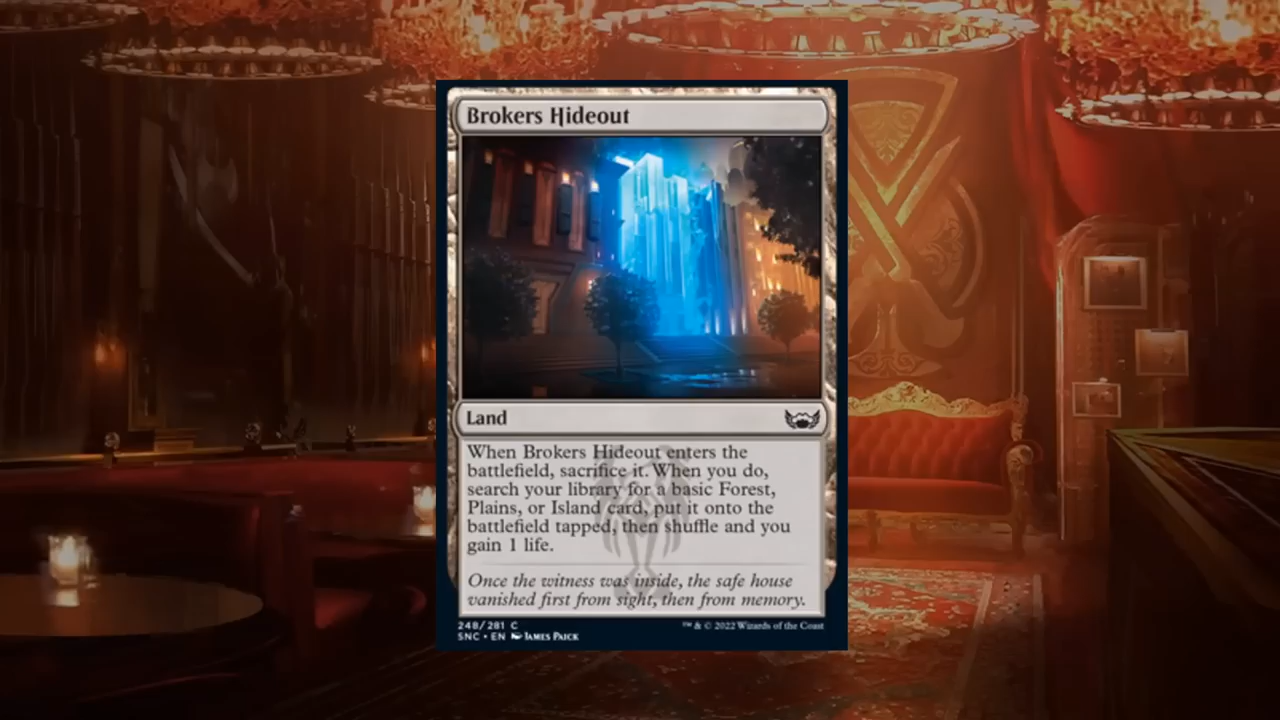 Brokers Hideout
Land
When Brokers Hideout enters the
battlefield, sacrifice it. When you do,
search your library for a basic Forest,
Plains, or Island card, put it onto the
battlefield tapped, then shuffle and you
gain 1 life.
Once the witness was inside, the safe house
vanished first from sight, then from memory.
248/281 C
SNC • EN James Paick
™ & © 2022 Wizards of the Coast